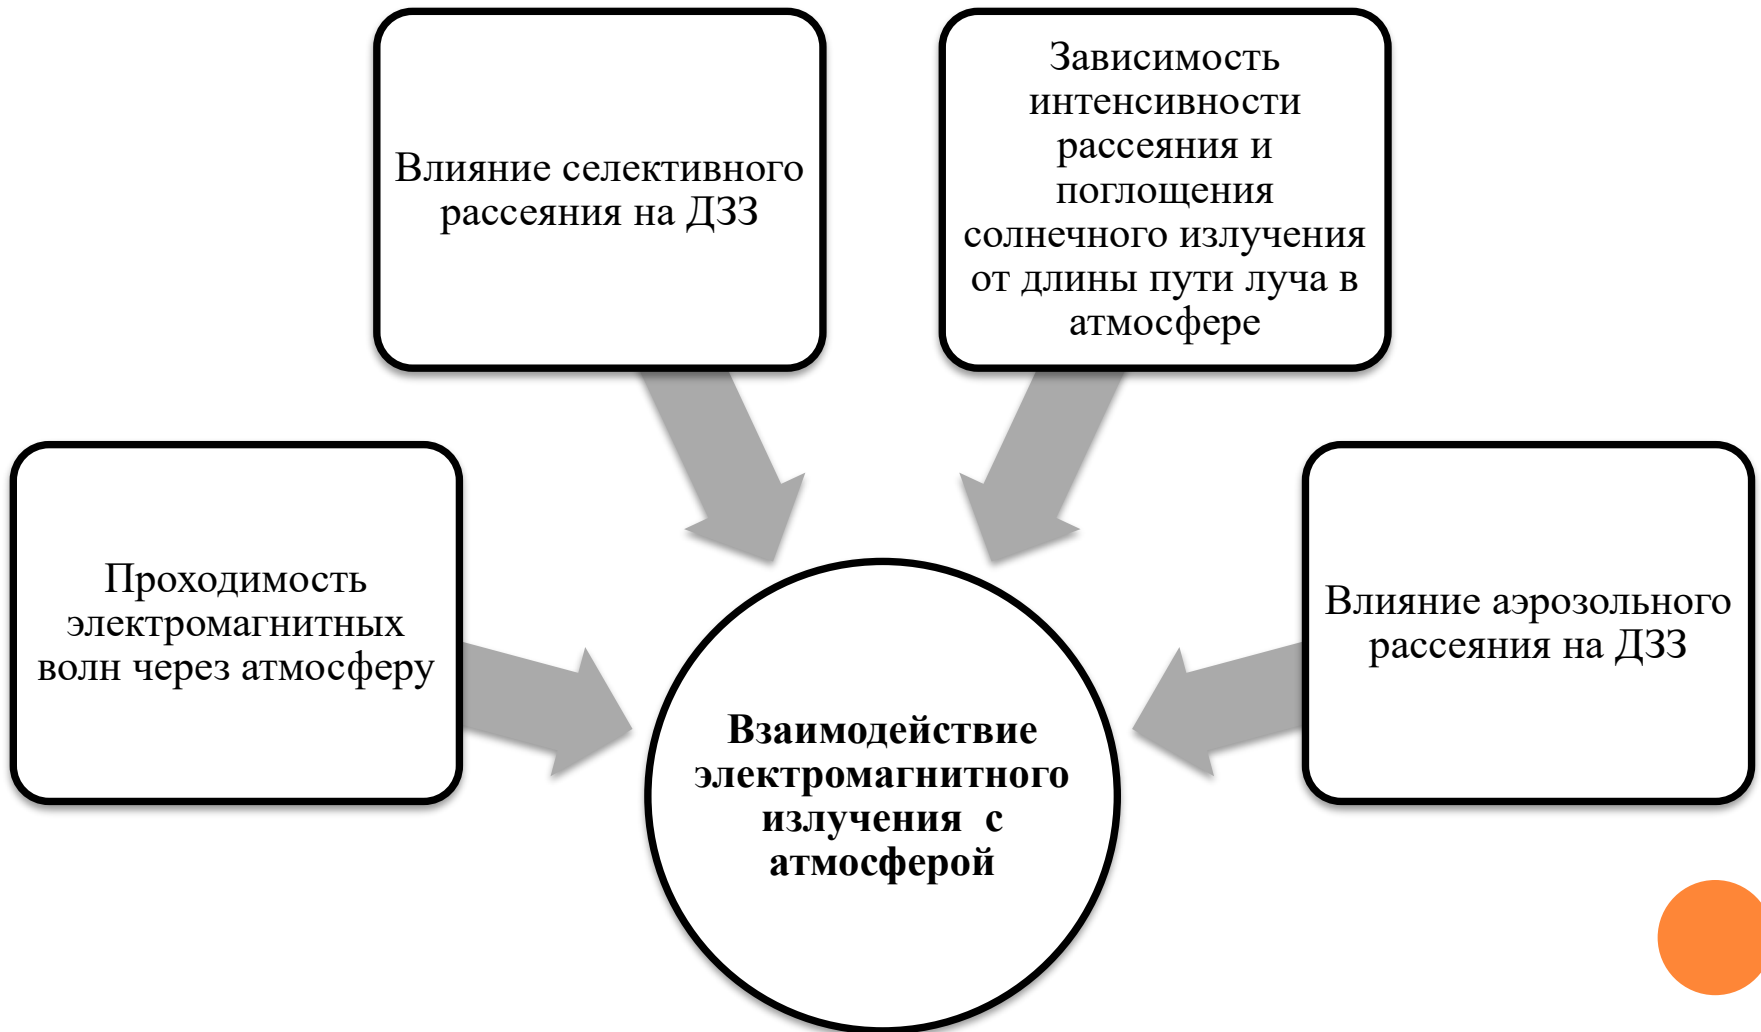 Влияние селективного
рассеяния на ДЗЗ
Зависимость
интенсивности
рассеяния и
поглощения
солнечного излучения
от длины пути луча в
атмосфере
Проходимость
электромагнитных
волн через атмосферу
Влияние аэрозольного
рассеяния на ДЗЗ
Взаимодействие
электромагнитного
излучения  с
атмосферой